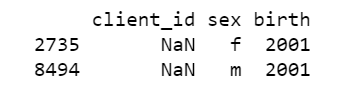 client_id sex birth
2735 NaN f 2001
8494 NaN m 2001